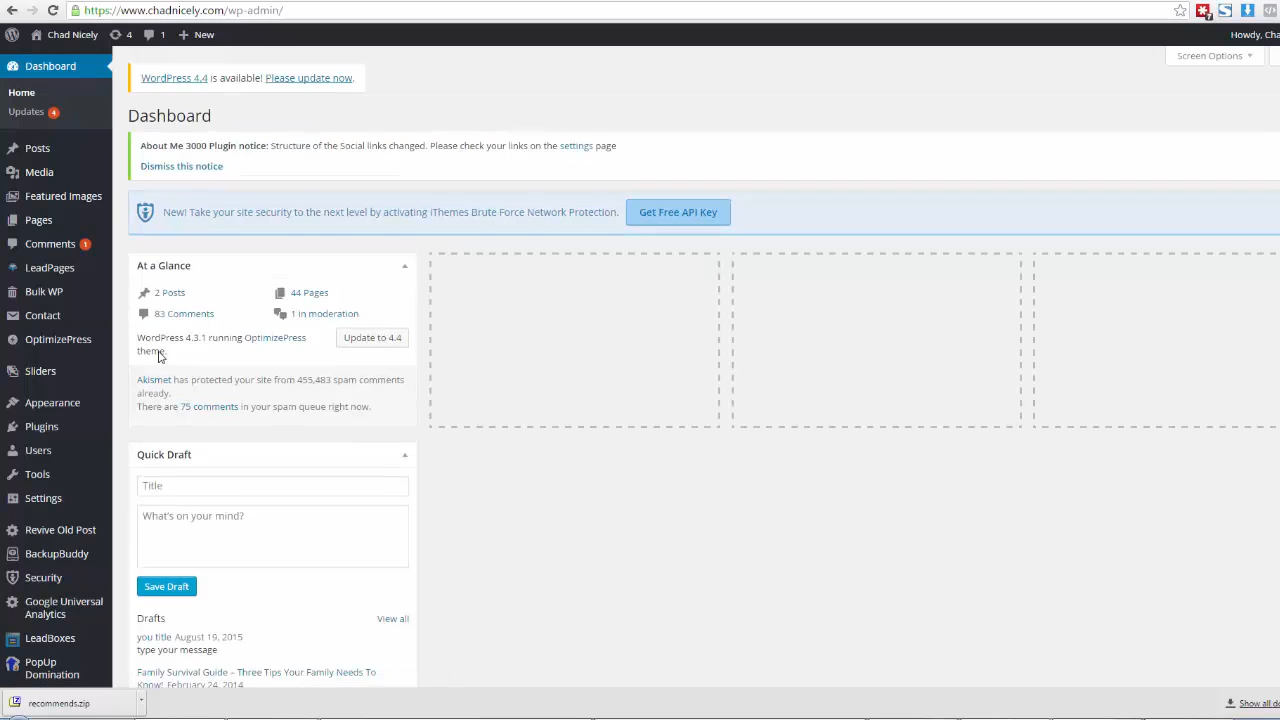 https://www.chadnicely.com/wp-admin/
7
Chad Nicely
4
1
New
Howdy, Cha
Screen Options
Dashboard
Home
Updates 4
Posts
Media
Featured Images
Pages
Comments 1
LeadPages
Bulk WP
Contact
OptimizePress
Sliders
Appearance
Plugins
Users
Tools
Settings
Revive Old Post
BackupBuddy
Security
Google Universal
Analytics
LeadBoxes
PopUp
Domination
WordPress 4.4 is available! Please update now.
Dashboard
About Me 3000 Plugin notice: Structure of the Social links changed. Please check your links on the settings page
Dismiss this notice
New! Take your site security to the next level by activating iThemes Brute Force Network Protection. Get Free API Key
At a Glance
2 Posts
44 Pages
83 Comments
1 in moderation
WordPress 4.3.1 running OptimizePress
theme.
Update to 4.4
Akismet has protected your site from 455,483 spam comments
already.
There are 75 comments in your spam queue right now.
Quick Draft
Title
What's on your mind?
Save Draft
Drafts
View all
you title August 19, 2015
type your message
Family Survival Guide – Three Tips Your Family Needs To
Know! February 24, 2014
recommends.zip
Show all do